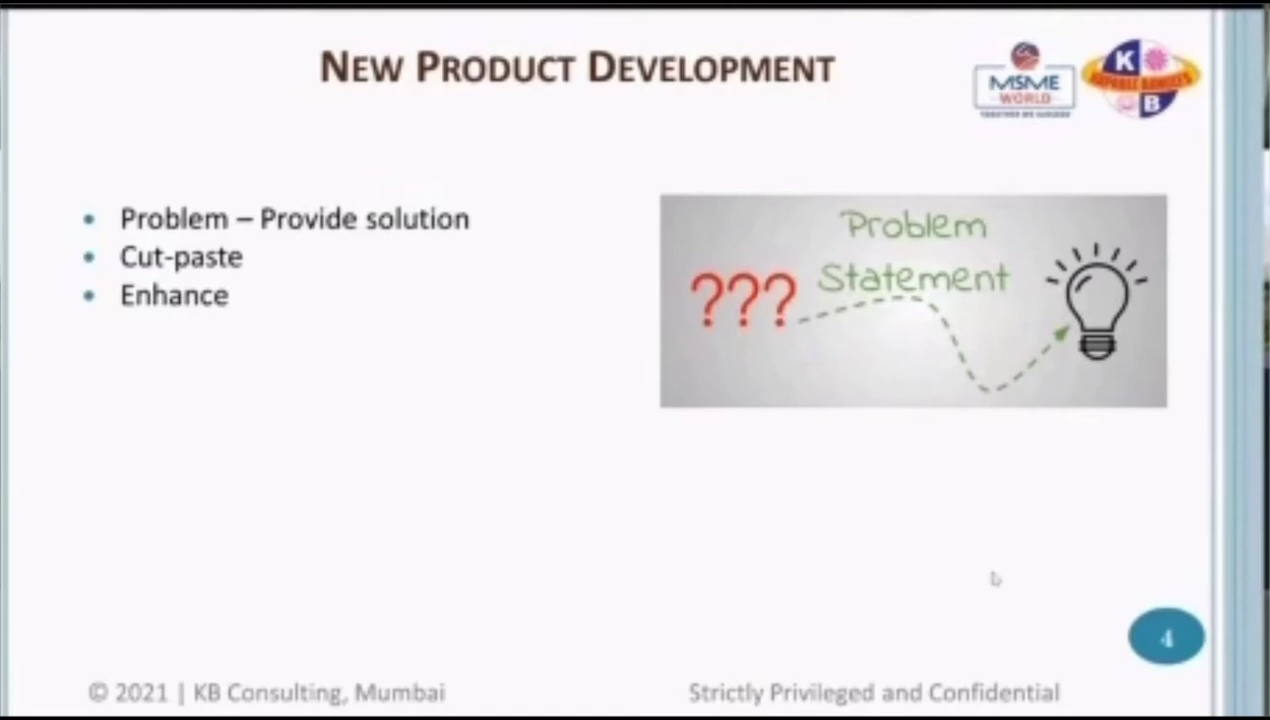 NEW PRODUCT DEVELOPMENT
MSME
WORLD
K
B
• Problem – Provide solution
• Cut-paste
• Enhance
Problem
Statement
???
4
© 2021 | KB Consulting, Mumbai
Strictly Privileged and Confidential